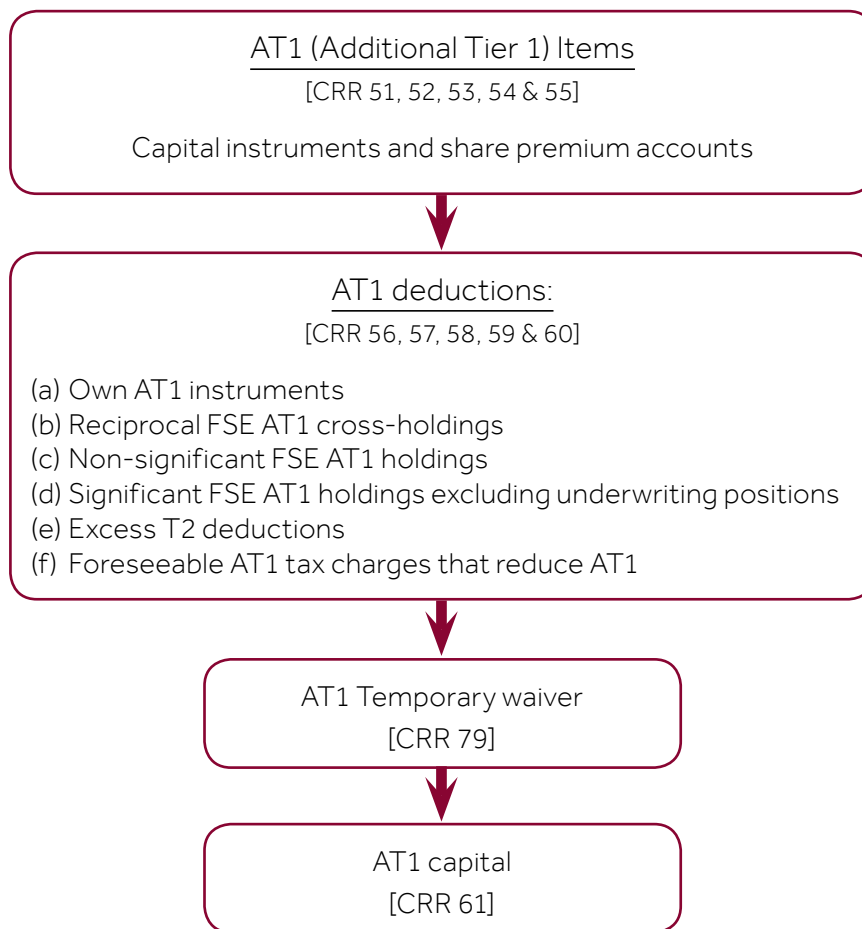 AT1 (Additional Tier 1) Items
[CRR 51, 52, 53, 54 & 55]
Capital instruments and share premium accounts
AT1 deductions:
[CRR 56, 57, 58, 59 & 60]
(a) Own AT1 instruments
(b) Reciprocal FSE AT1 cross-holdings
(c) Non-significant FSE AT1 holdings
(d) Significant FSE AT1 holdings excluding underwriting positions
(e) Excess T2 deductions
(f) Foreseeable AT1 tax charges that reduce AT1
AT1 Temporary waiver
[CRR 79]
AT1 capital
[CRR 61]